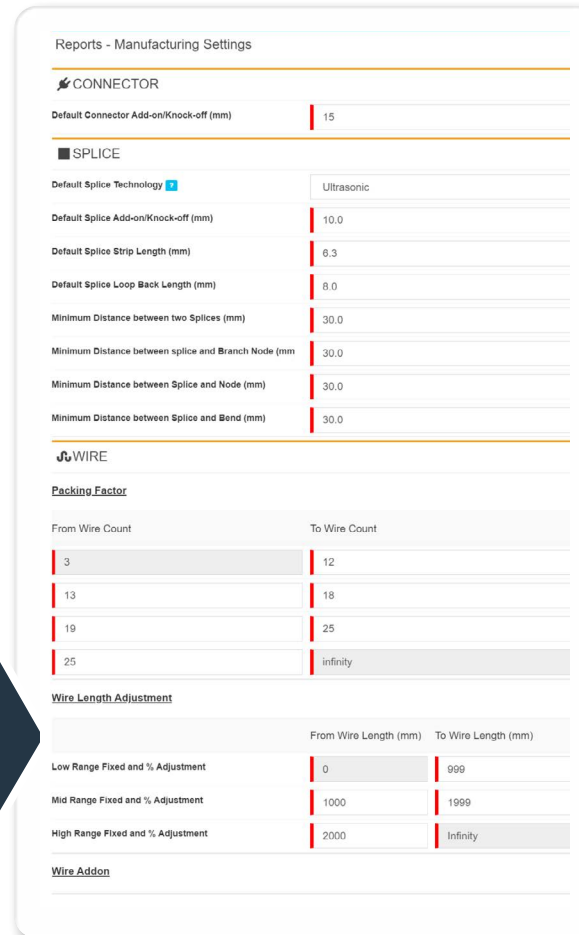 Reports - Manufacturing Settings
CONNECTOR
Default Connector Add-on/Knock-off (mm) 15
SPLICE
Default Splice Technology ? Ultrasonic
Default Splice Add-on/Knock-off (mm) 10.0
Default Splice Strip Length (mm) 6.3
Default Splice Loop Back Length (mm) 8.0
Minimum Distance between two Splices (mm) 30.0
Minimum Distance between splice and Branch Node (mm 30.0
Minimum Distance between Splice and Node (mm) 30.0
Minimum Distance between Splice and Bend (mm) 30.0
WIRE
Packing Factor
From Wire Count To Wire Count
3 12
13 18
19 25
25 infinity
Wire Length Adjustment
From Wire Length (mm) To Wire Length (mm)
Low Range Fixed and % Adjustment 0 999
Mid Range Fixed and % Adjustment 1000 1999
High Range Fixed and % Adjustment 2000 Infinity
Wire Addon